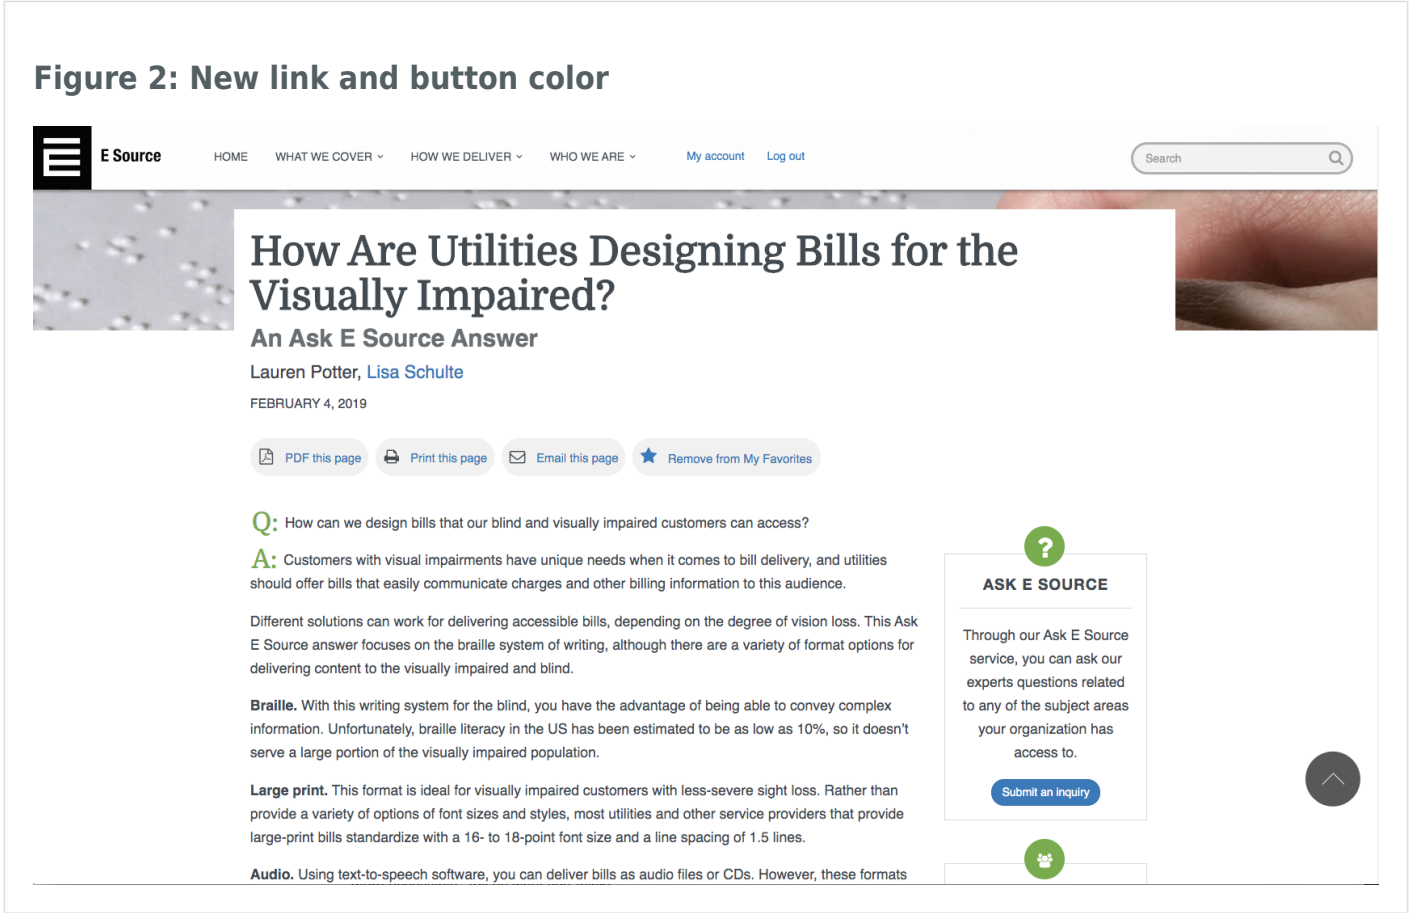 Figure 2: New link and button color
E Source
HOME
WHAT WE COVER
HOW WE DELIVER
WHO WE ARE
My account
Log out
Search
How Are Utilities Designing Bills for the
Visually Impaired?
An Ask E Source Answer
Lauren Potter, Lisa Schulte
FEBRUARY 4, 2019
PDF this page
Print this page
Email this page
Remove from My Favorites
Q: How can we design bills that our blind and visually impaired customers can access?
A: Customers with visual impairments have unique needs when it comes to bill delivery, and utilities
should offer bills that easily communicate charges and other billing information to this audience.
Different solutions can work for delivering accessible bills, depending on the degree of vision loss. This Ask
E Source answer focuses on the braille system of writing, although there are a variety of format options for
delivering content to the visually impaired and blind.
Braille. With this writing system for the blind, you have the advantage of being able to convey complex
information. Unfortunately, braille literacy in the US has been estimated to be as low as 10%, so it doesn't
serve a large portion of the visually impaired population.
Large print. This format is ideal for visually impaired customers with less-severe sight loss. Rather than
provide a variety of options of font sizes and styles, most utilities and other service providers that provide
large-print bills standardize with a 16- to 18-point font size and a line spacing of 1.5 lines.
Audio. Using text-to-speech software, you can deliver bills as audio files or CDs. However, these formats
?
ASK E SOURCE
Through our Ask E Source
service, you can ask our
experts questions related
to any of the subject areas
your organization has
access to.
Submit an inquiry